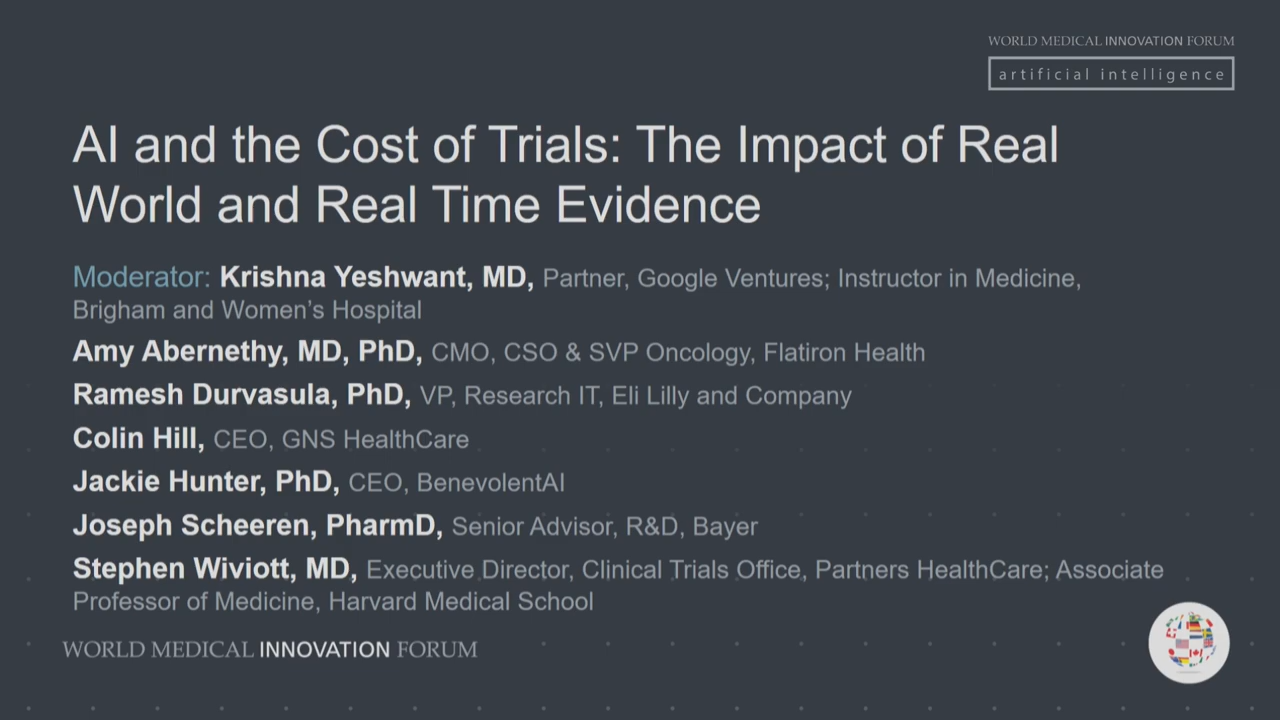 WORLD MEDICAL INNOVATION FORUM
artificial intelligence
AI and the Cost of Trials: The Impact of Real
World and Real Time Evidence
Moderator: Krishna Yeshwant, MD, Partner, Google Ventures; Instructor in Medicine,
Brigham and Women’s Hospital
Amy Abernethy, MD, PhD, CMO, CSO & SVP Oncology, Flatiron Health
Ramesh Durvasula, PhD, VP, Research IT, Eli Lilly and Company
Colin Hill, CEO, GNS HealthCare
Jackie Hunter, PhD, CEO, BenevolentAI
Joseph Scheeren, PharmD, Senior Advisor, R&D, Bayer
Stephen Wiviott, MD, Executive Director, Clinical Trials Office, Partners HealthCare; Associate
Professor of Medicine, Harvard Medical School
WORLD MEDICAL INNOVATION FORUM